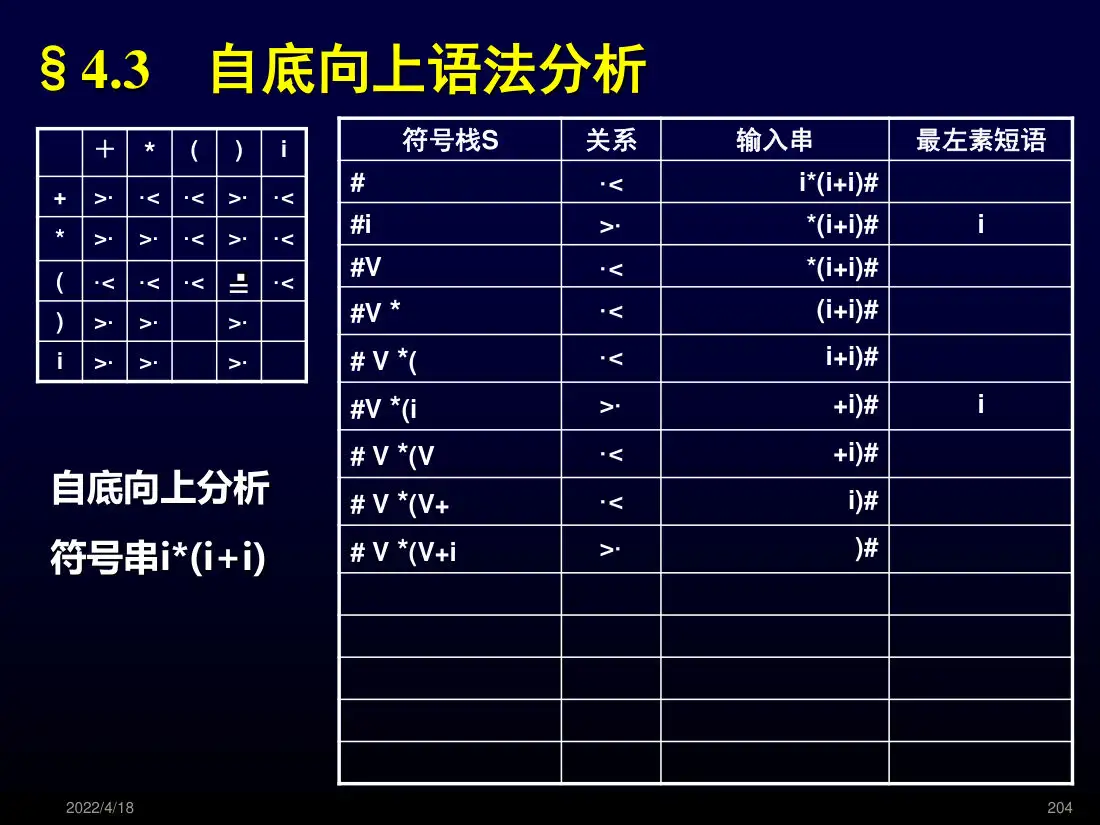 §4.3 自底向上语法分析
＋ * ( ) i
+ >· ·< ·< >· ·<
* >· >· ·< >· ·<
( ·< ·< ·< ≐ ·<
) >· >· >·
i >· >· >·
自底向上分析
符号串i*(i+i)
符号栈S 关系 输入串 最左素短语
# ·< i*(i+i)#
#i >· *(i+i)# i
#V ·< *(i+i)#
#V * ·< (i+i)#
# V *( ·< i+i)#
#V *(i >· +i)# i
# V *(V ·< +i)#
# V *(V+ ·< i)#
# V *(V+i >· )#
2022/4/18
204